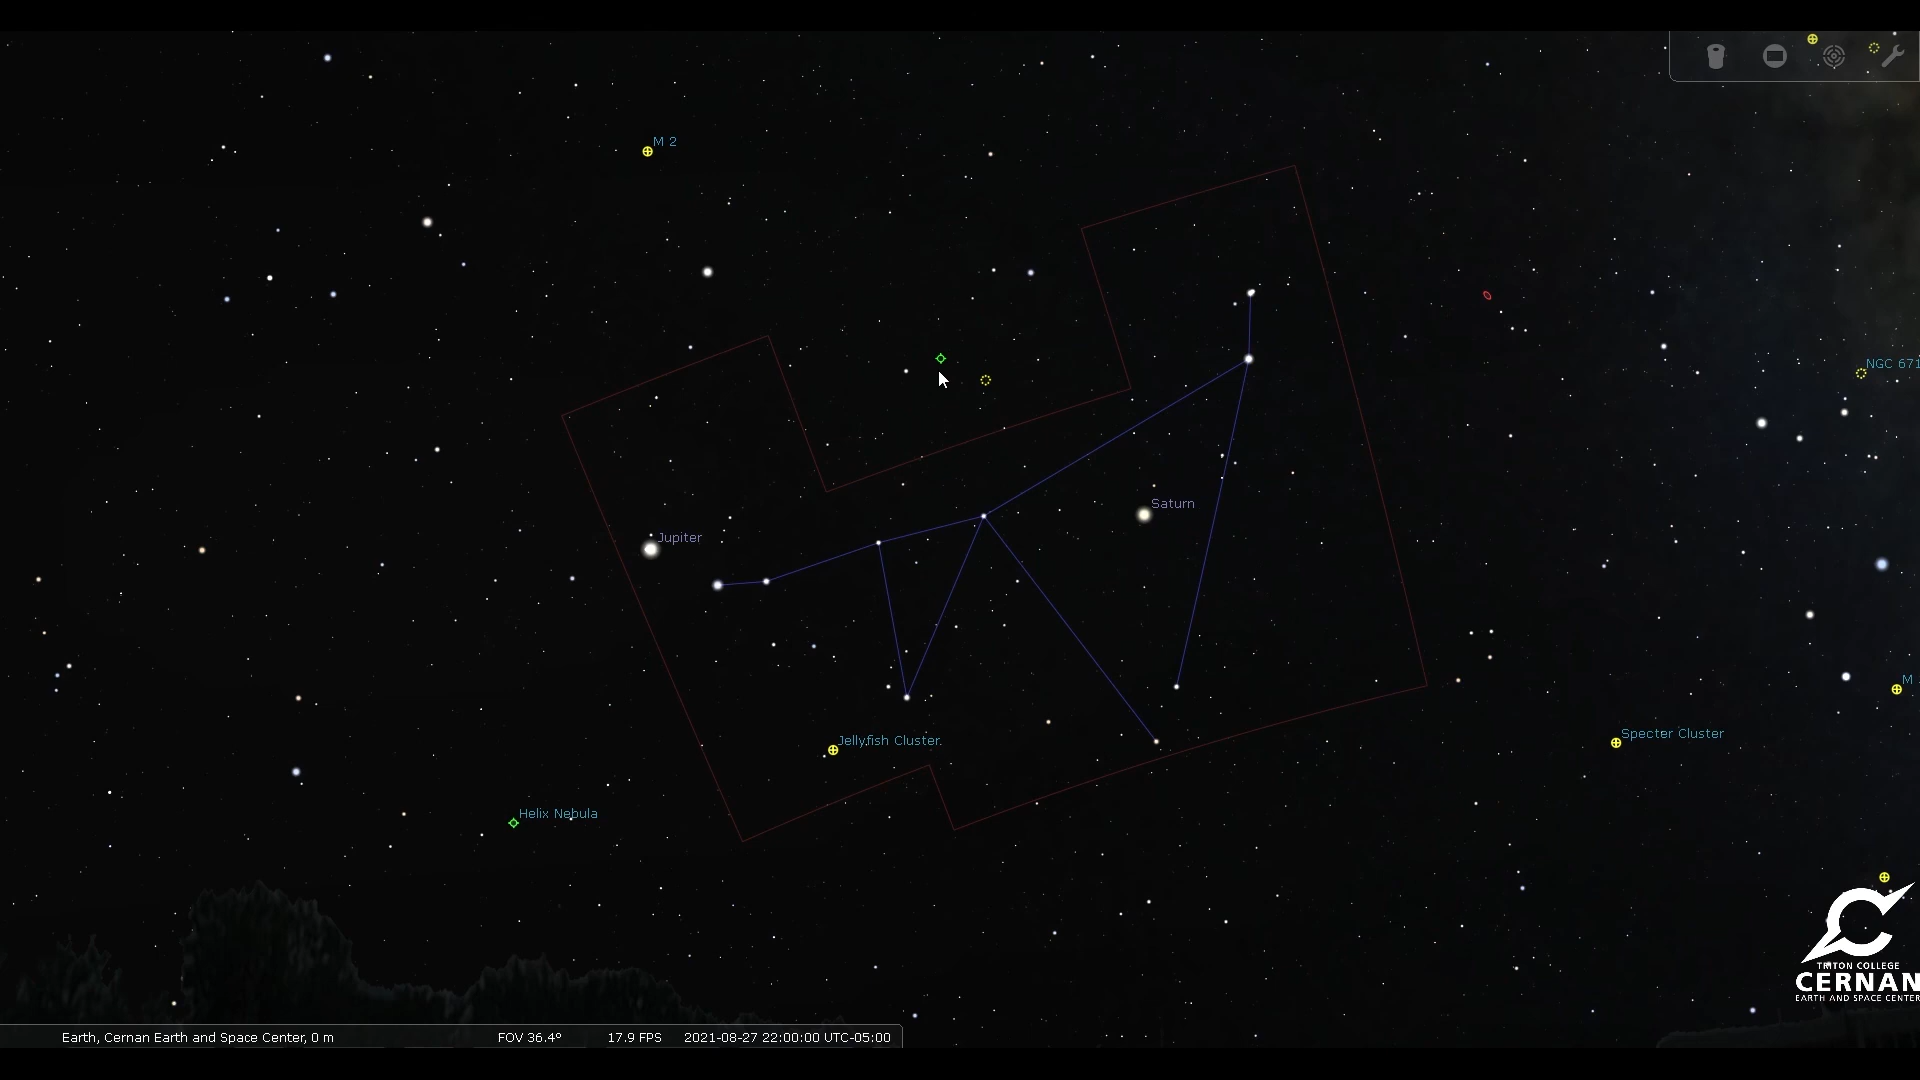 M 2
NGC 671
Saturn
Jupiter
M
Specter Cluster
Jellyfish Cluster
Helix Nebula
TRITON COLLEGE
CERNAN
EARTH AND SPACE CENTER
Earth, Cernan Earth and Space Center, 0 m FOV 36.4° 17.9 FPS 2021-08-27 22:00:00 UTC-05:00